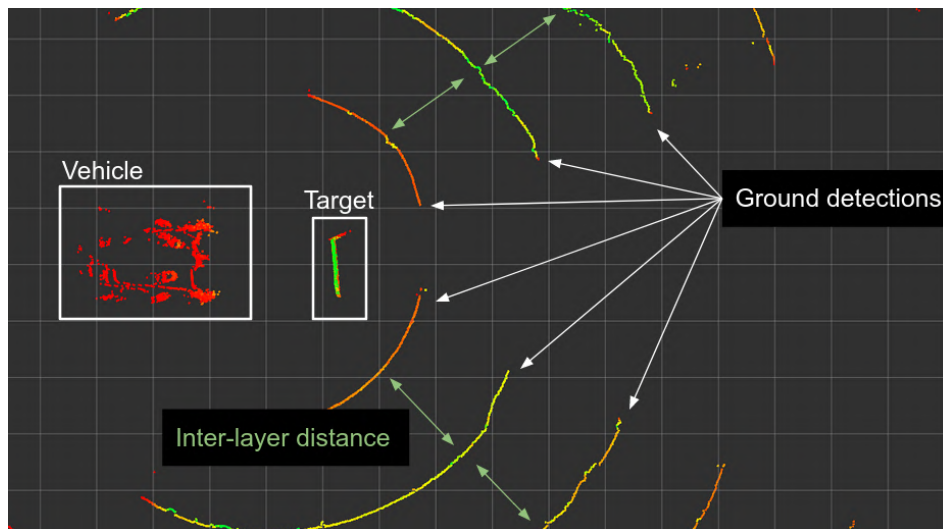 Vehicle
Target
Ground detections
Inter-layer distance